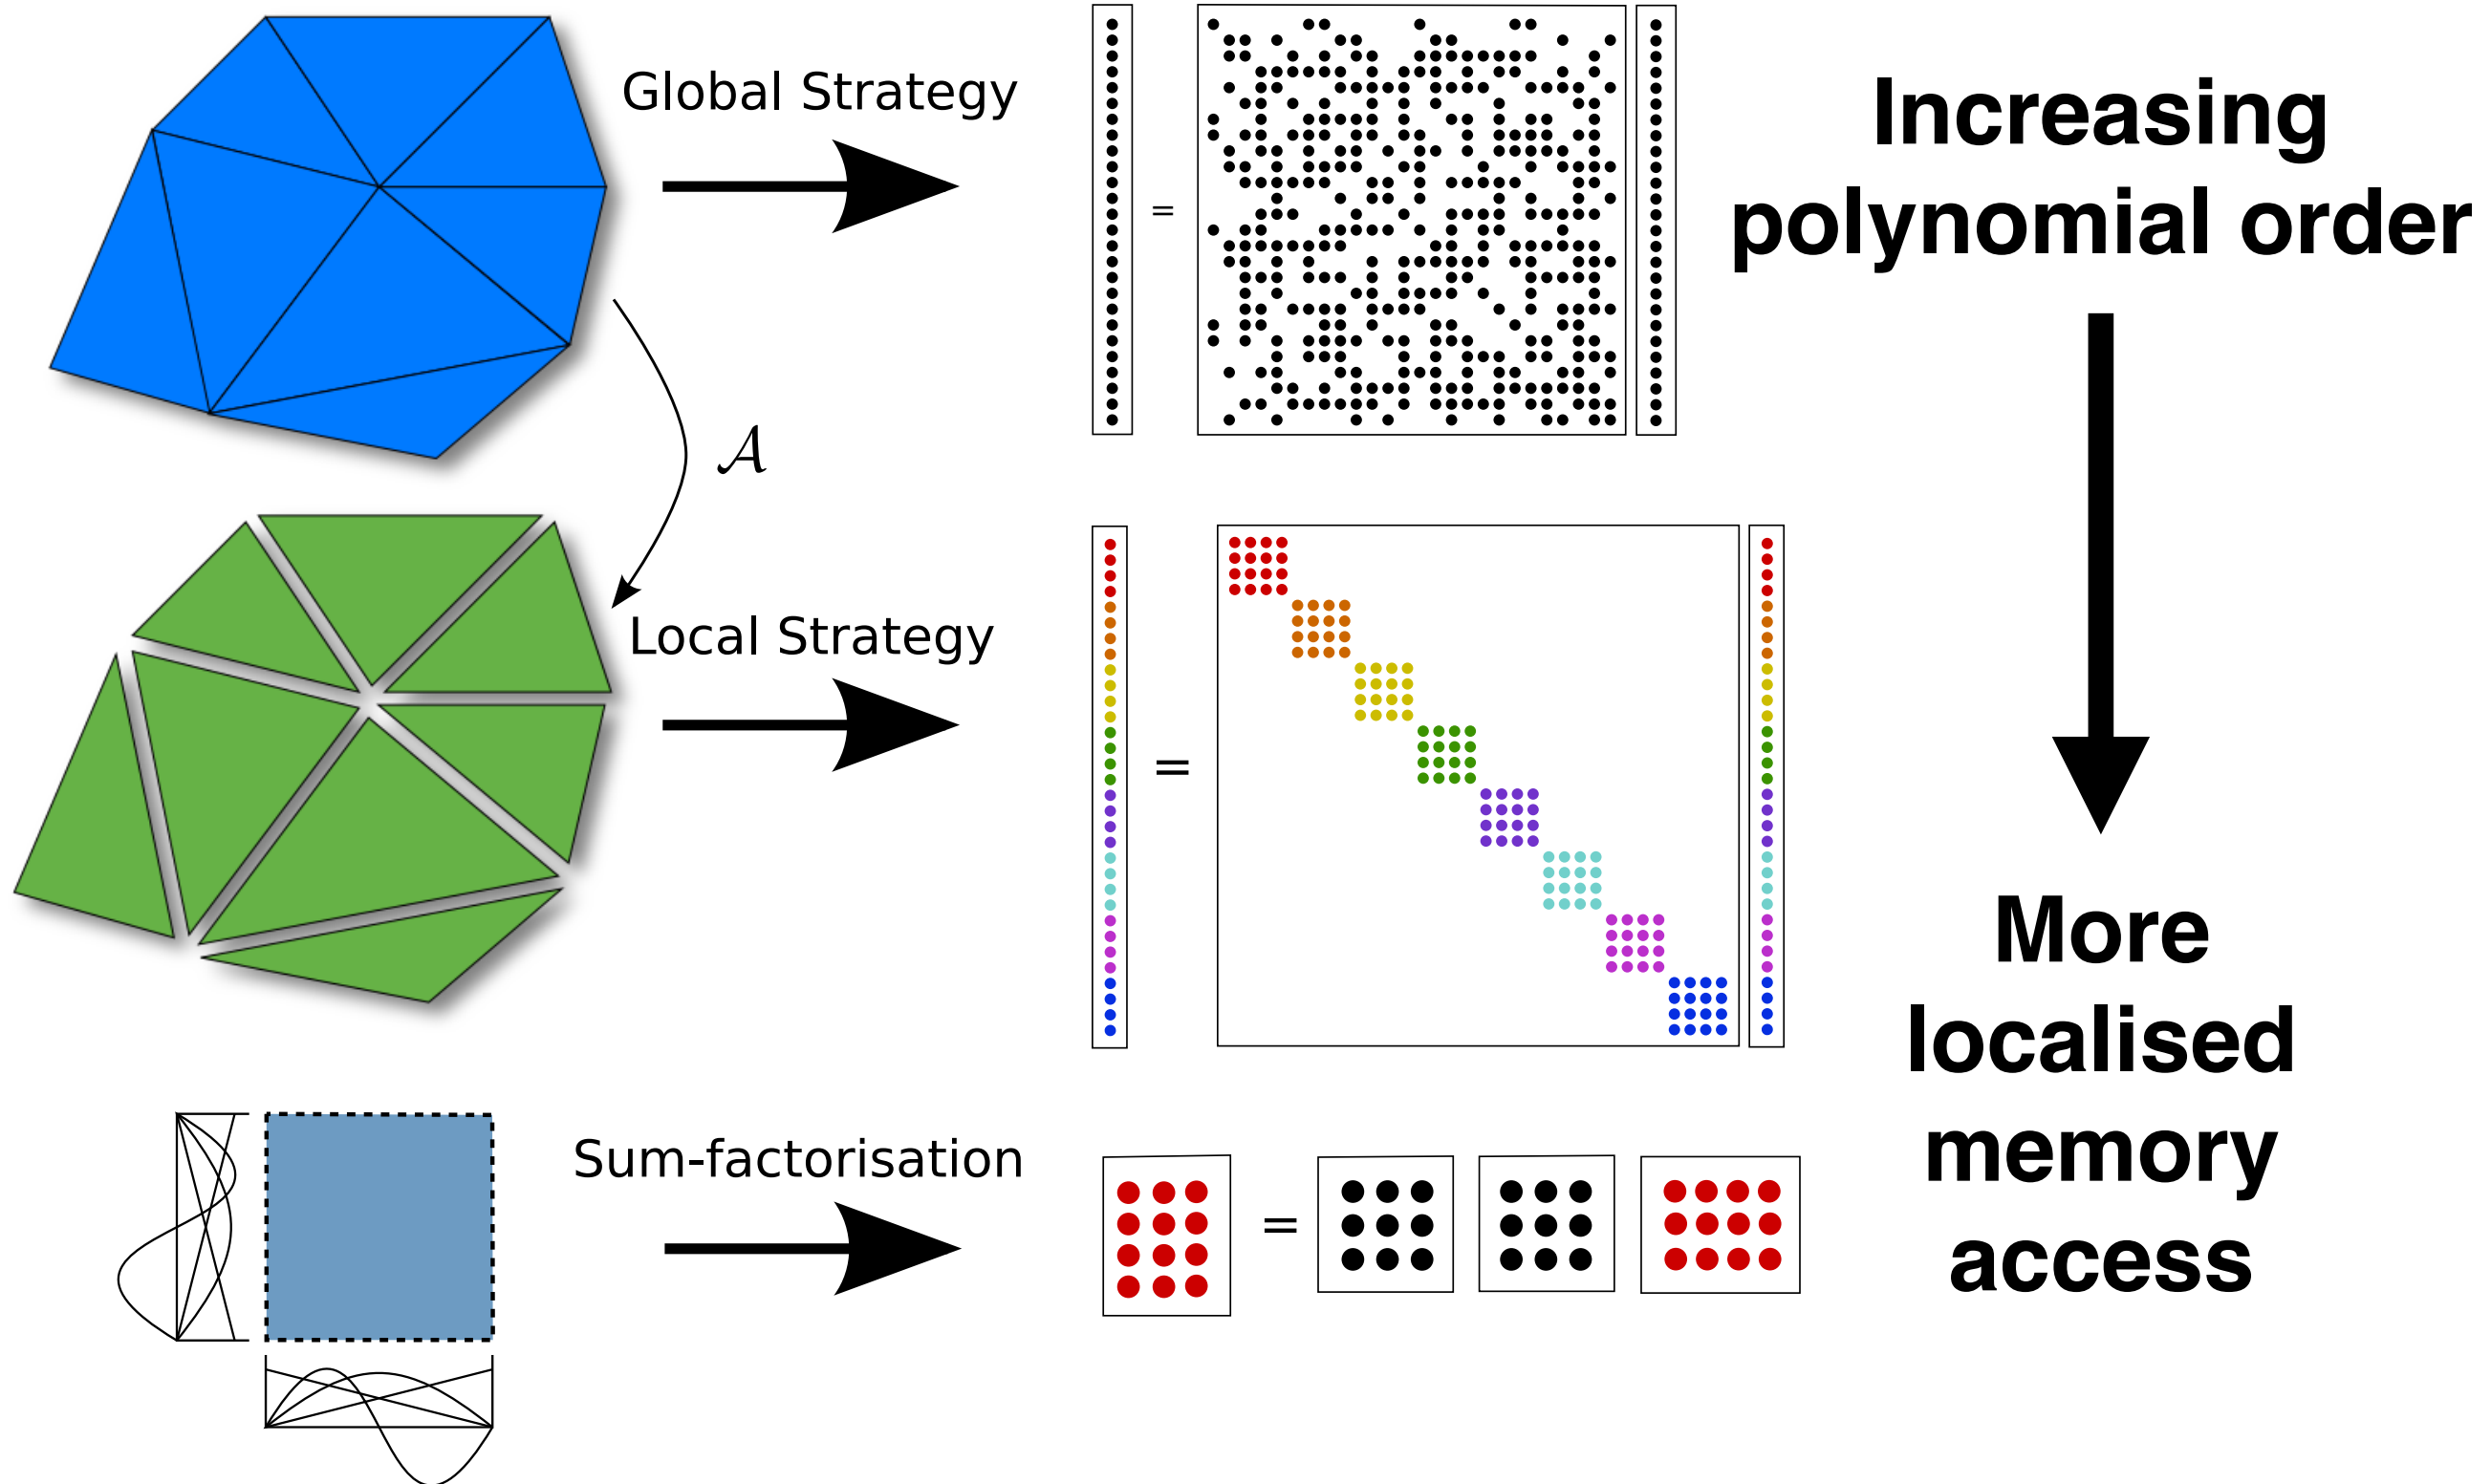 Global Strategy
=
Increasing
polynomial order
𝒜
Local Strategy
=
More
localised
memory
access
Sum-factorisation
=